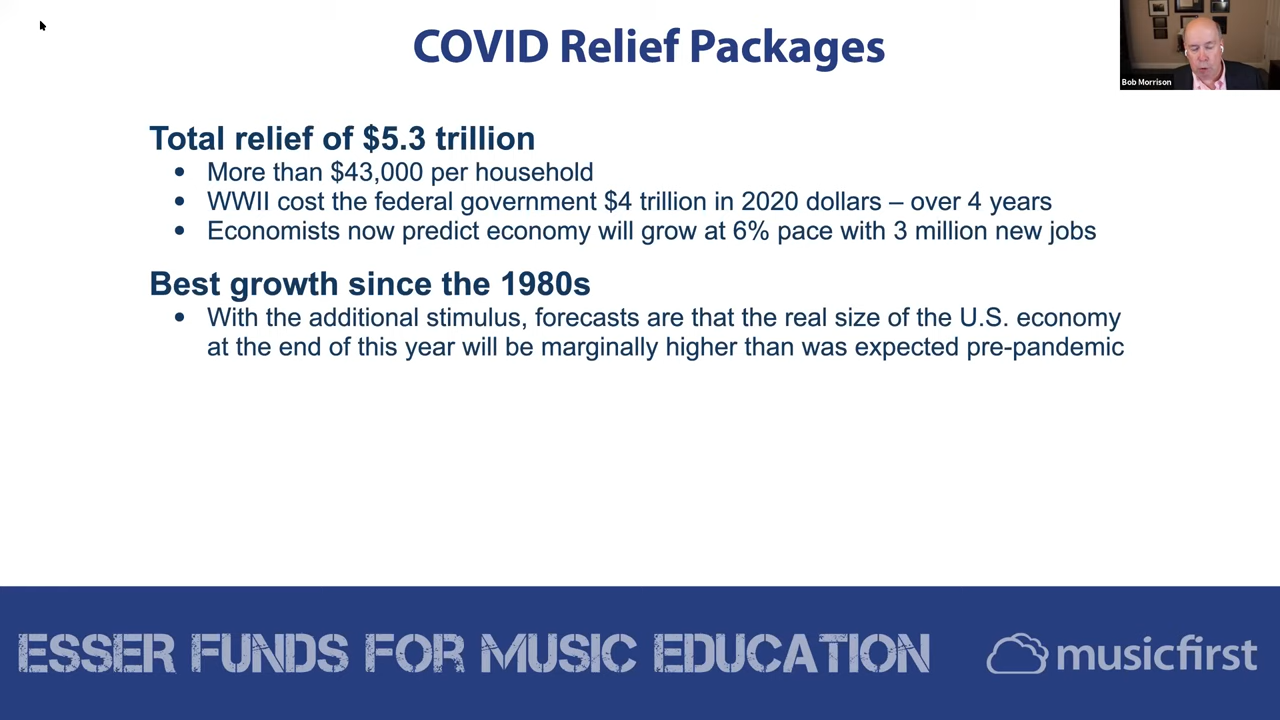 COVID Relief Packages
Bob Morrison
Total relief of $5.3 trillion
• More than $43,000 per household
• WWII cost the federal government $4 trillion in 2020 dollars – over 4 years
• Economists now predict economy will grow at 6% pace with 3 million new jobs
Best growth since the 1980s
• With the additional stimulus, forecasts are that the real size of the U.S. economy
at the end of this year will be marginally higher than was expected pre-pandemic
ESSER FUNDS FOR MUSIC EDUCATION
musicfirst